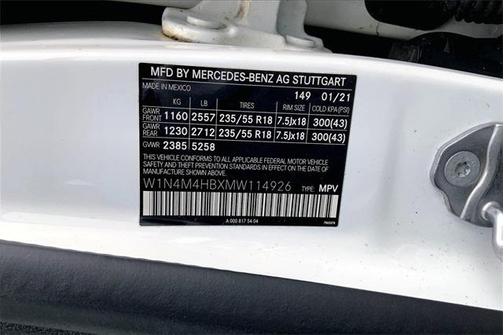 MFD BY MERCEDES-BENZ AG STUTTGART
MADE IN MEXICO 149 01/21
KG LB TIRES RIM SIZE COLD KPA (PSI)
GAWR FRONT 1160 2557 235/55 R18 7.5Jx18 300(43)
GAWR REAR 1230 2712 235/55 R18 7.5Jx18 300(43)
GVWR 2385 5258
THIS VEHICLE CONFORMS TO ALL APPLICABLE FEDERAL
MOTOR VEHICLE SAFETY AND THEFT PREVENTION STANDARDS
IN EFFECT ON THE DATE OF MANUFACTURE SHOWN ABOVE.
W1N4M4HBXMW114926 TYPE: MPV
A 000 817 54 04